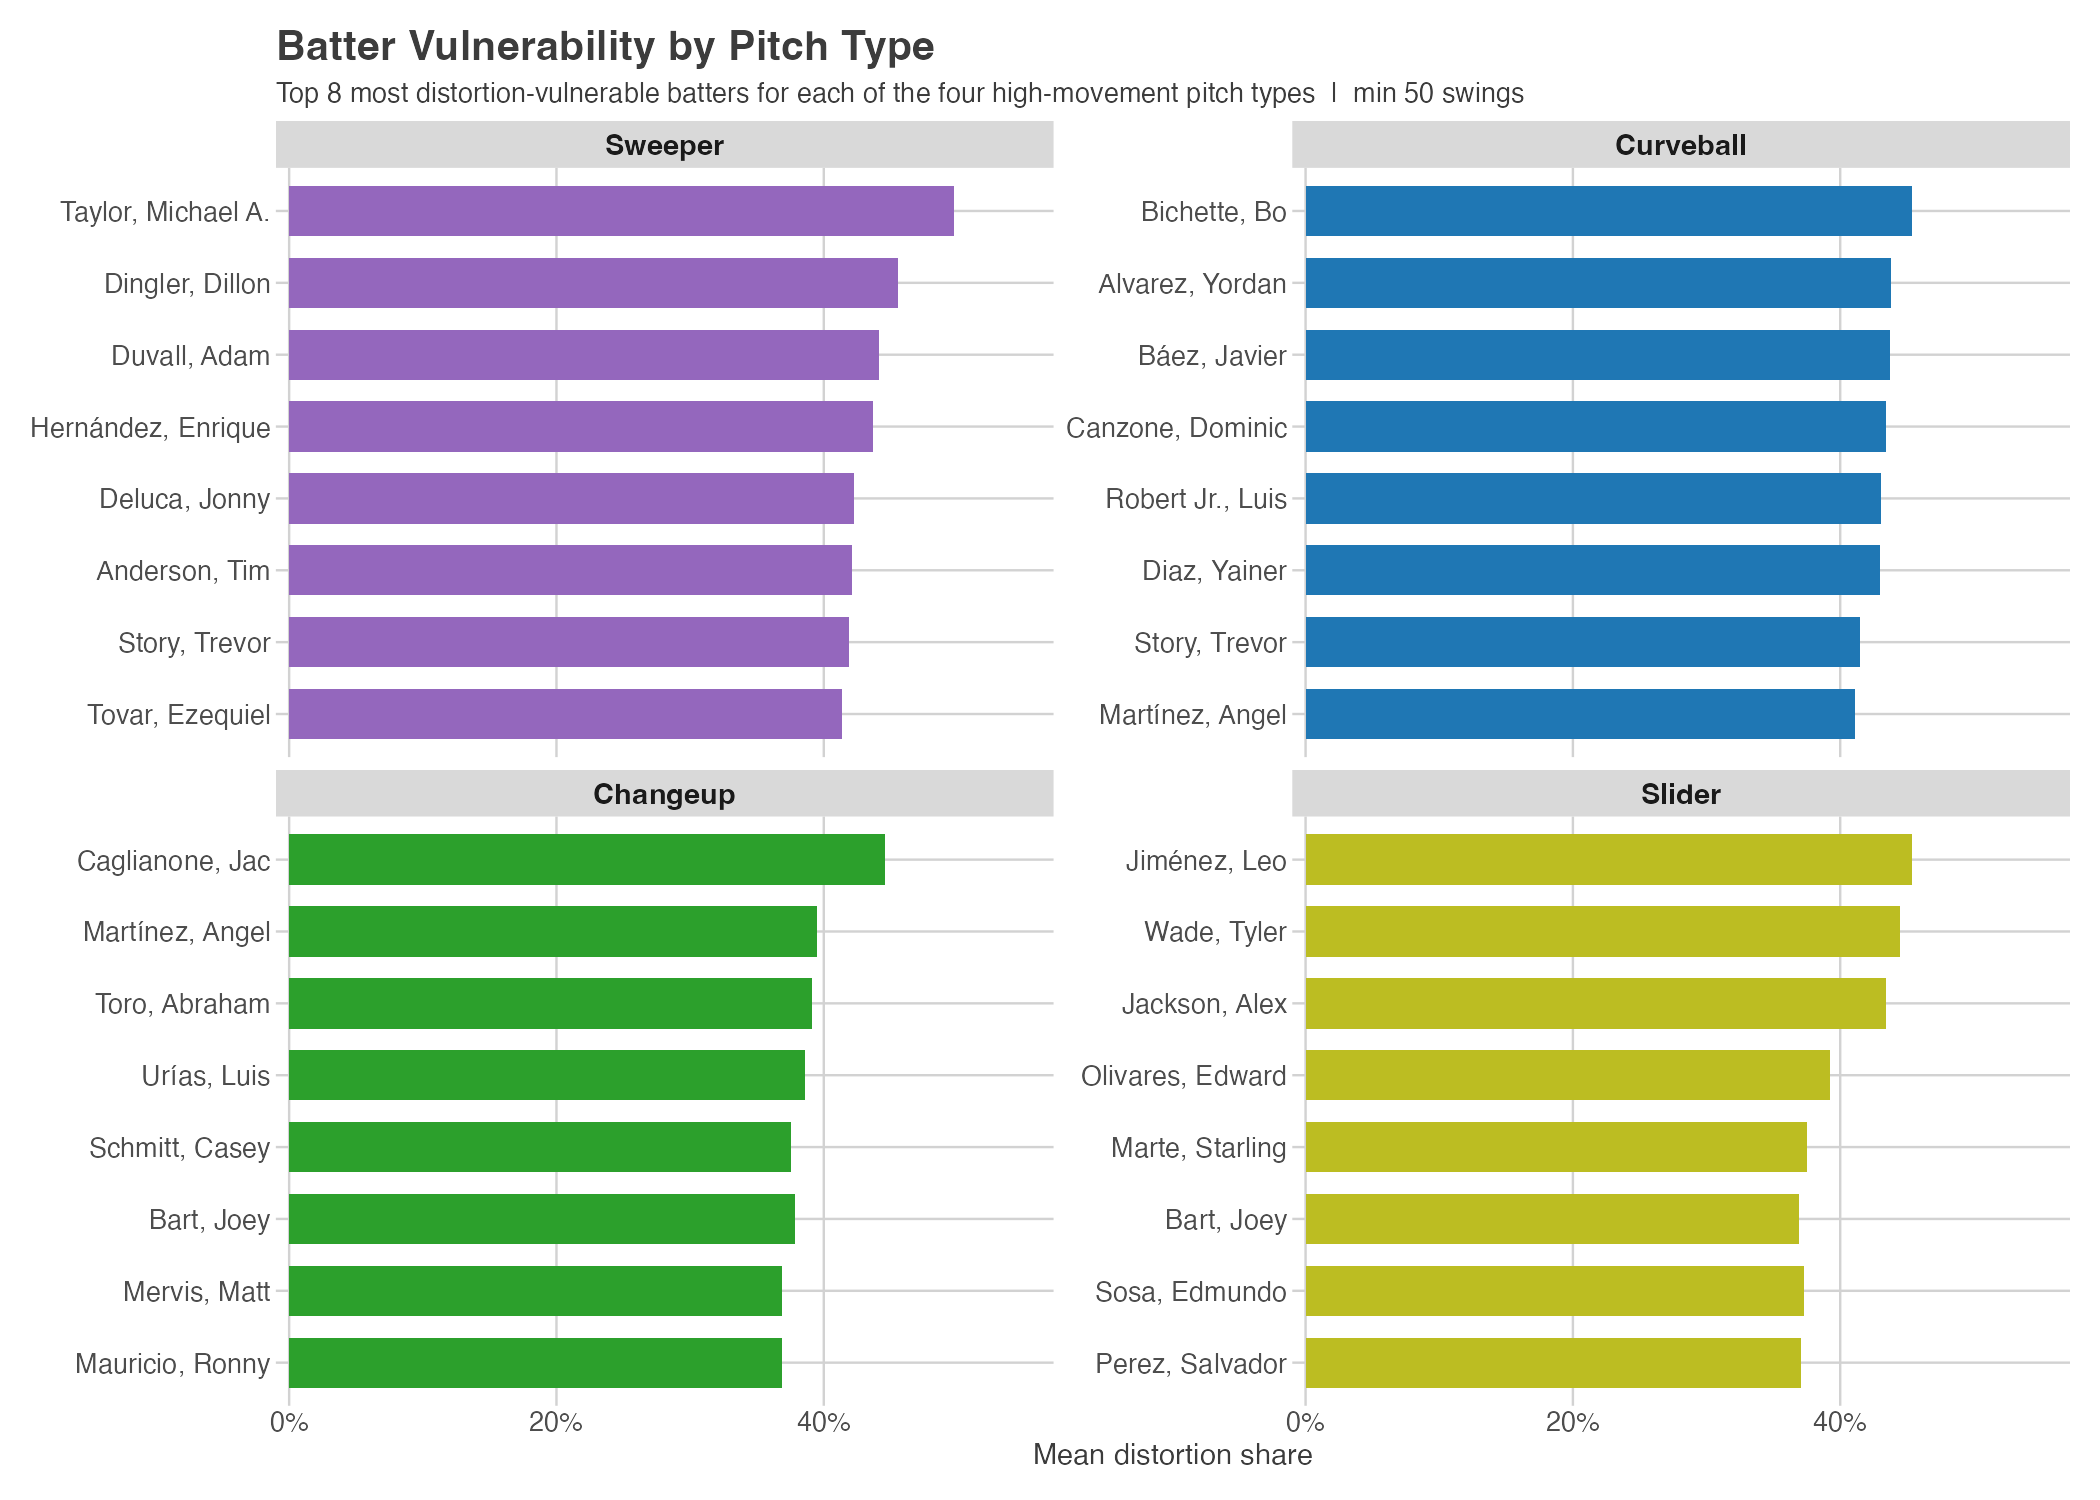 Batter Vulnerability by Pitch Type
Top 8 most distortion-vulnerable batters for each of the four high-movement pitch types | min 50 swings
Sweeper
Taylor, Michael A.
Dingler, Dillon
Duvall, Adam
Hernández, Enrique
Deluca, Jonny
Anderson, Tim
Story, Trevor
Tovar, Ezequiel
Curveball
Bichette, Bo
Alvarez, Yordan
Báez, Javier
Canzone, Dominic
Robert Jr., Luis
Diaz, Yainer
Story, Trevor
Martínez, Angel
Changeup
Caglianone, Jac
Martínez, Angel
Toro, Abraham
Urías, Luis
Schmitt, Casey
Bart, Joey
Mervis, Matt
Mauricio, Ronny
0% 20% 40%
Slider
Jiménez, Leo
Wade, Tyler
Jackson, Alex
Olivares, Edward
Marte, Starling
Bart, Joey
Sosa, Edmundo
Perez, Salvador
0% 20% 40%
Mean distortion share